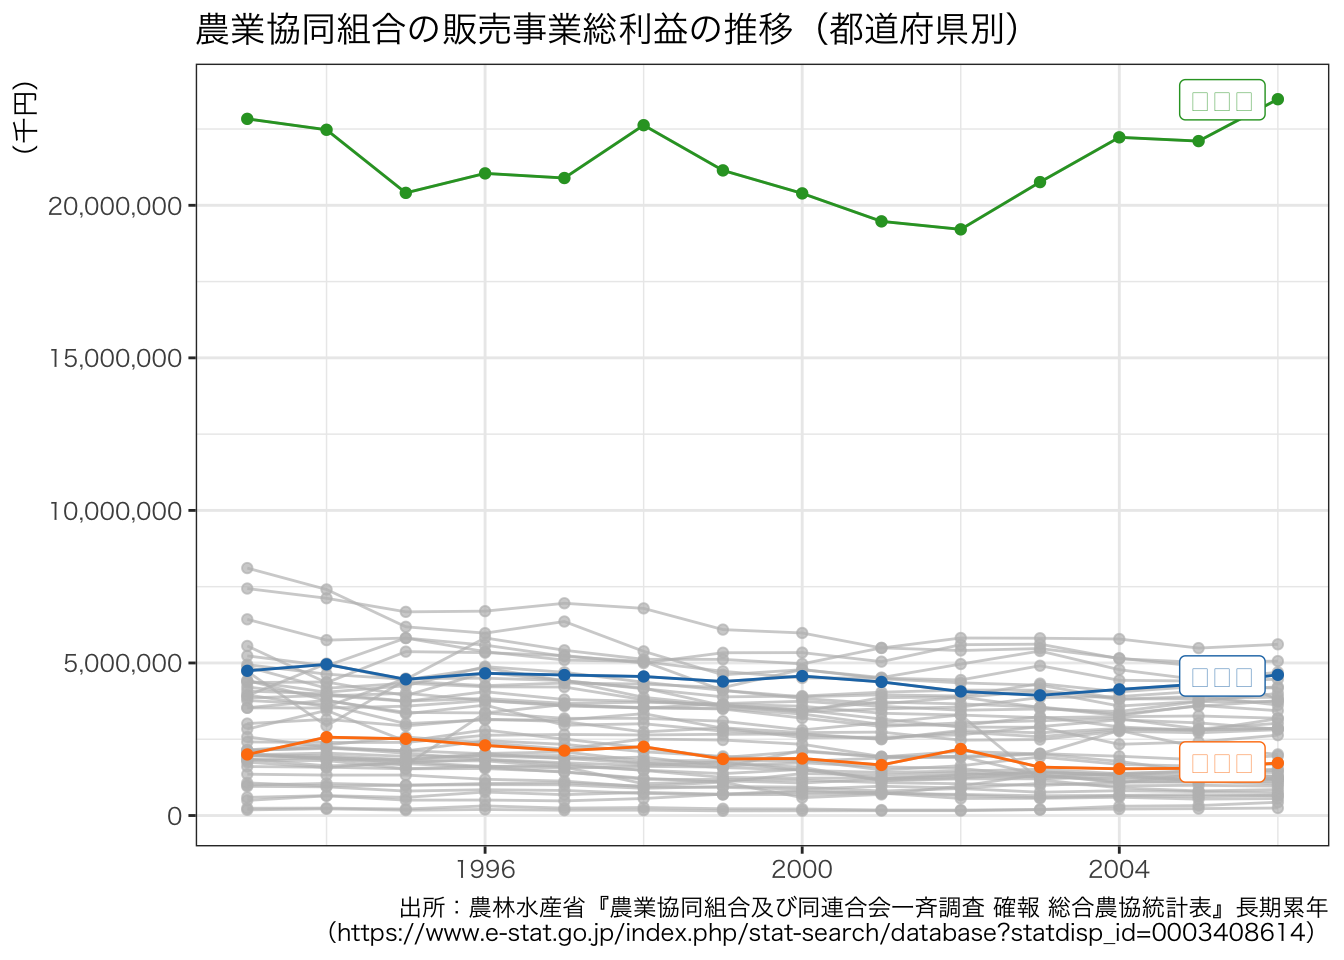 農業協同組合の販売事業総利益の推移（都道府県別）
（千円）
20,000,000
15,000,000
10,000,000
5,000,000
0
1996
2000
2004
出所：農林水産省『農業協同組合及び同連合会一斉調査 確報 総合農協統計表』長期累年
（https://www.e-stat.go.jp/index.php/stat-search/database?statdisp_id=0003408614）